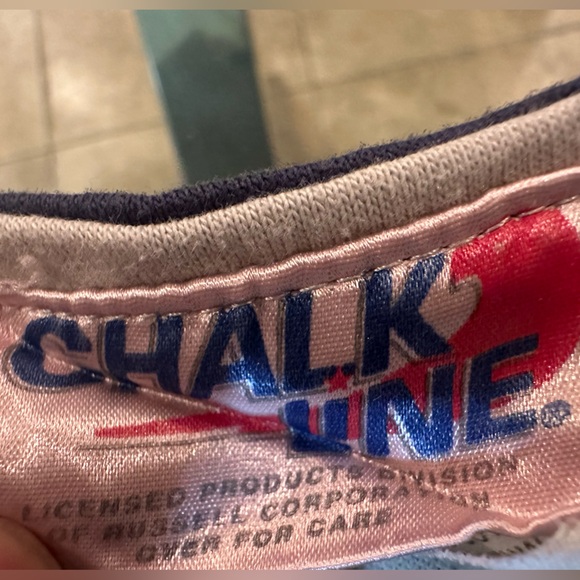 CHALK
LINE®
LICENSED PRODUCTS DIVISION
OF RUSSELL CORPORATION
OVER FOR CARE